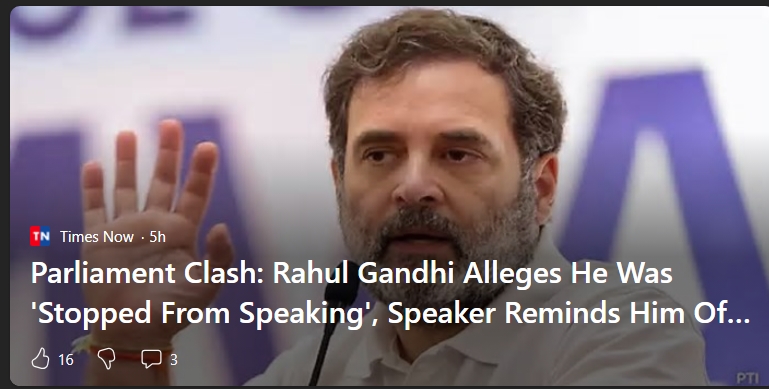 TN Times Now · 5h
Parliament Clash: Rahul Gandhi Alleges He Was
'Stopped From Speaking', Speaker Reminds Him Of...
16 3
PTI